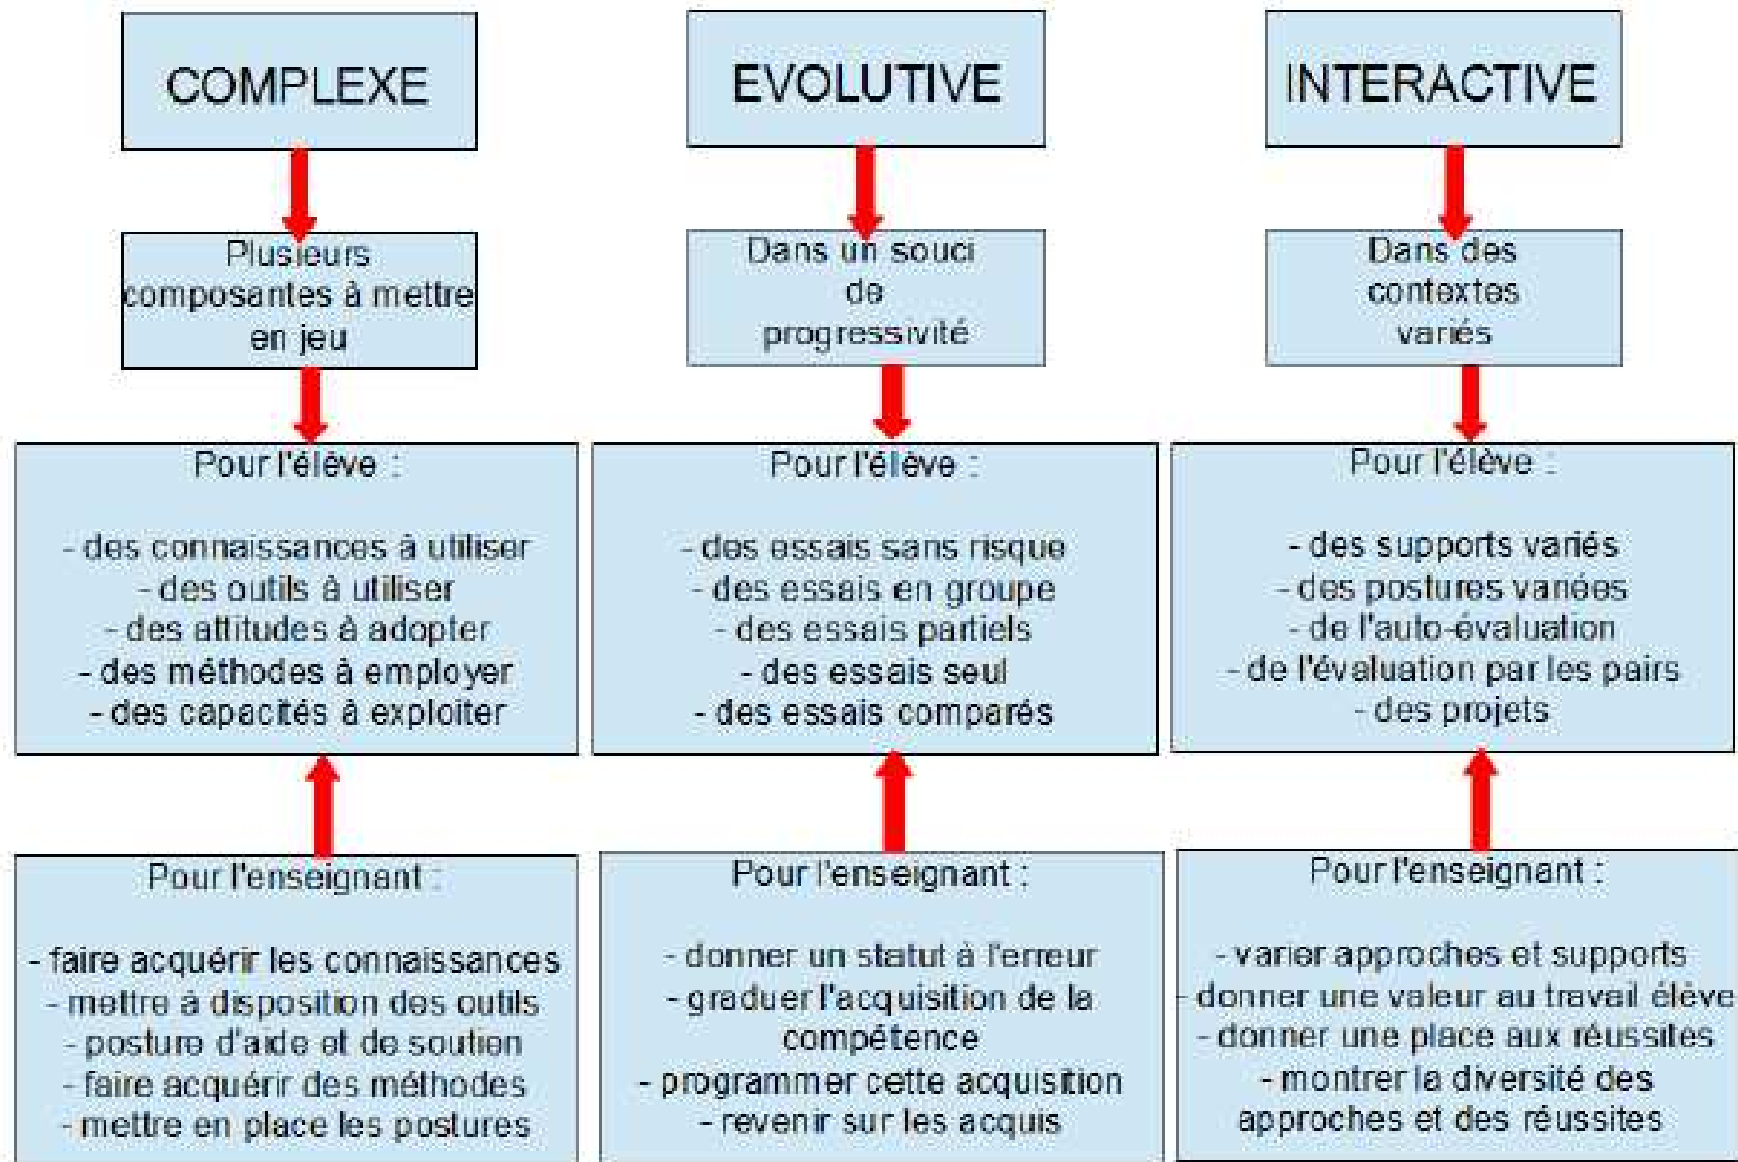 COMPLEXE
Plusieurs
composantes à mettre
en jeu
Pour l'élève :
- des connaissances à utiliser
- des outils à utiliser
- des attitudes à adopter
- des méthodes à employer
- des capacités à exploiter
Pour l'enseignant :
- faire acquérir les connaissances
- mettre à disposition des outils
- posture d'aide et de soutien
- faire acquérir des méthodes
- mettre en place les postures
EVOLUTIVE
Dans un souci
de
progressivité
Pour l'élève :
- des essais sans risque
- des essais en groupe
- des essais partiels
- des essais seul
- des essais comparés
Pour l'enseignant :
- donner un statut à l'erreur
- graduer l'acquisition de la
compétence
- programmer cette acquisition
- revenir sur les acquis
INTERACTIVE
Dans des
contextes
variés
Pour l'élève :
- des supports variés
- des postures variées
- de l'auto-évaluation
- de l'évaluation par les pairs
- des projets
Pour l'enseignant :
- varier approches et supports
- donner une valeur au travail élève
- donner une place aux réussites
- montrer la diversité des
approches et des réussites